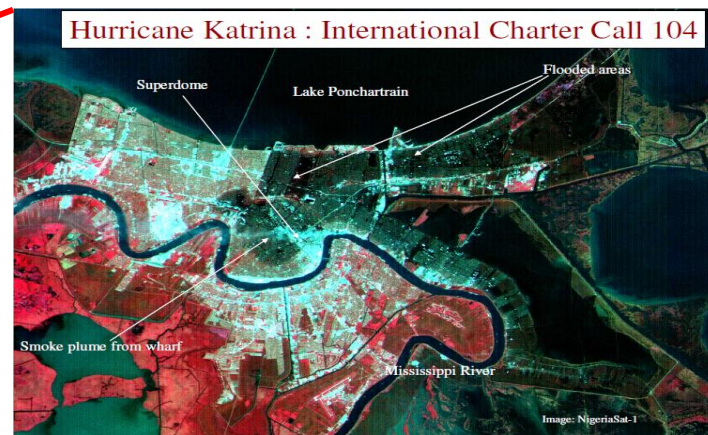 Hurricane Katrina : International Charter Call 104
Superdome
Flooded areas
Lake Ponchartrain
Smoke plume from wharf
Mississippi River
Image: NigeriaSat-1